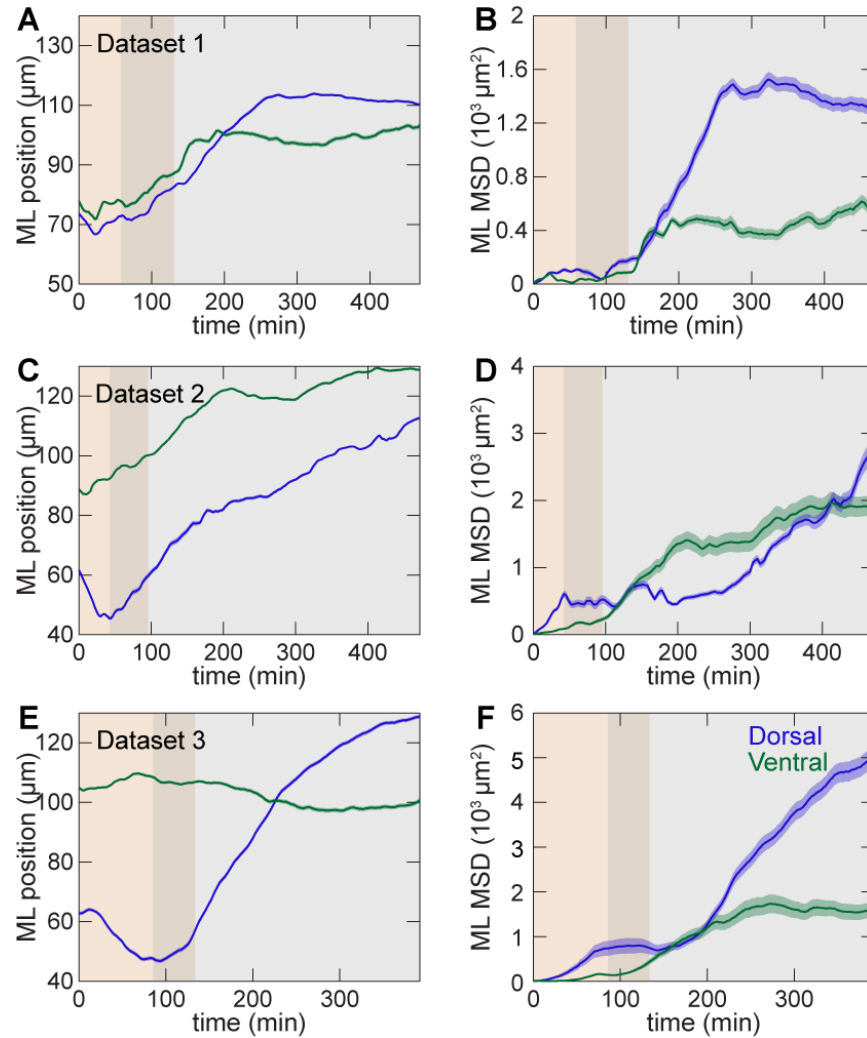 A
Dataset 1
ML position (µm)
130
110
90
70
50
0
100
200
300
400
time (min)
B
ML MSD (10³ µm²)
2
1.6
1.2
0.8
0.4
0
0
100
200
300
400
time (min)
C
Dataset 2
ML position (µm)
120
100
80
60
40
0
100
200
300
400
time (min)
D
ML MSD (10³ µm²)
4
3
2
1
0
0
100
200
300
400
time (min)
E
Dataset 3
ML position (µm)
120
100
80
60
40
0
100
200
300
time (min)
F
Dorsal
Ventral
ML MSD (10³ µm²)
6
5
4
3
2
1
0
0
100
200
300
time (min)